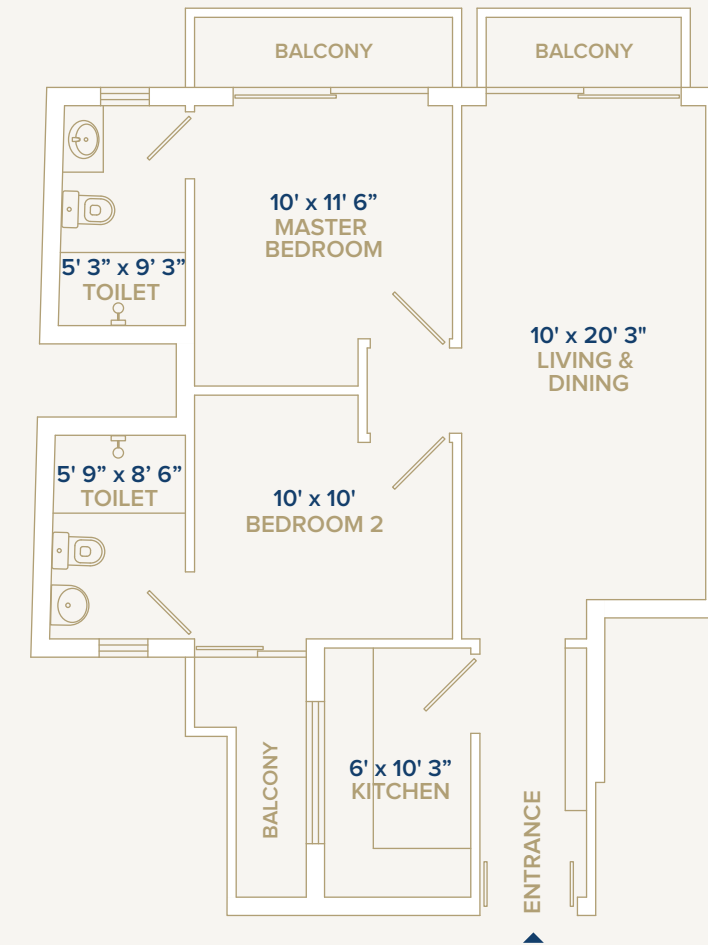 BALCONY
BALCONY
10' x 11' 6”
MASTER
BEDROOM
5' 3” x 9’ 3”
TOILET
10' x 20' 3"
LIVING &
DINING
5' 9” x 8’ 6”
TOILET
10' x 10'
BEDROOM 2
6' x 10' 3”
KITCHEN
BALCONY
ENTRANCE